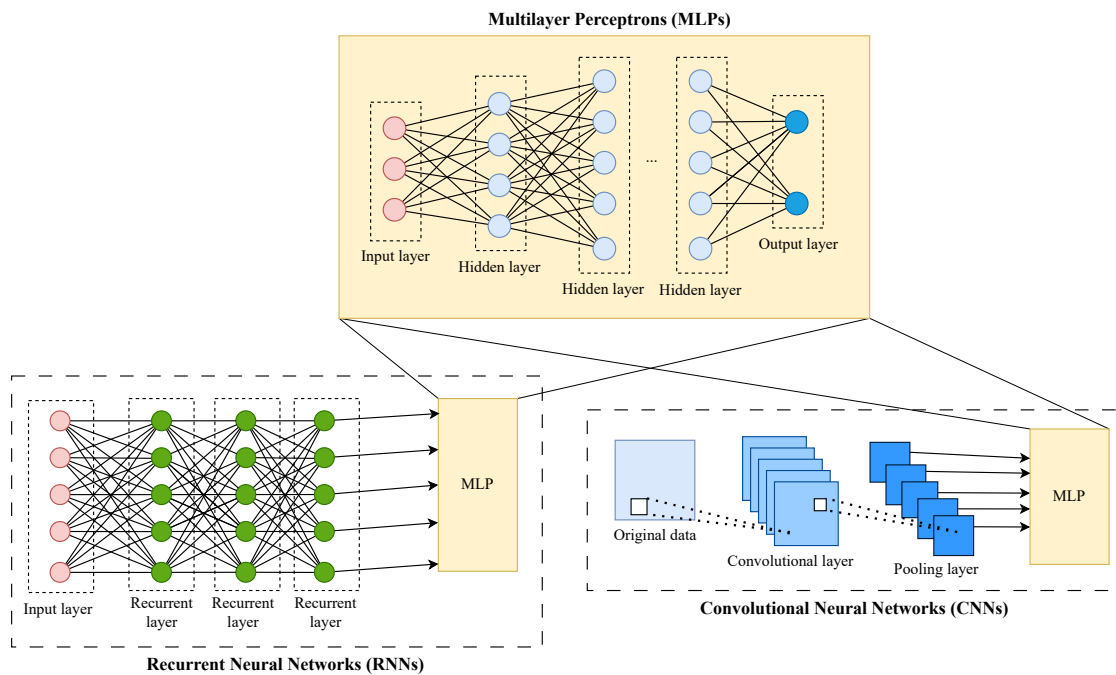 Multilayer Perceptrons (MLPs)
...
Input layer
Hidden layer
Hidden layer
Hidden layer
Output layer
MLP
Input layer
Recurrent
layer
Recurrent
layer
Recurrent
layer
Recurrent Neural Networks (RNNs)
MLP
Original data
Convolutional layer
Pooling layer
Convolutional Neural Networks (CNNs)